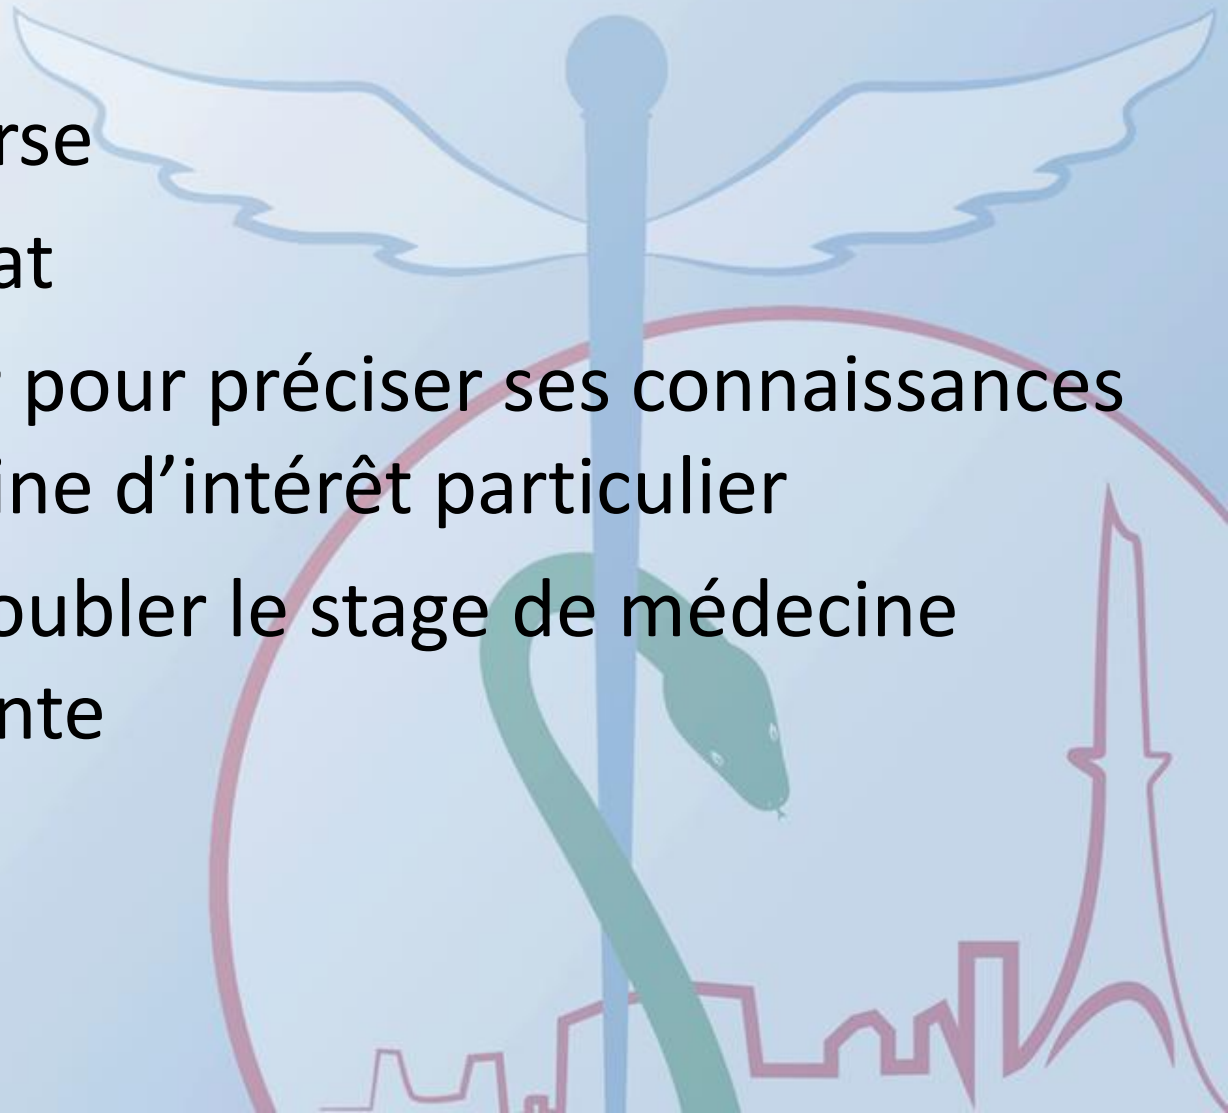 rse
at
pour préciser ses connaissances
ine d’intérêt particulier
oubler le stage de médecine
nte